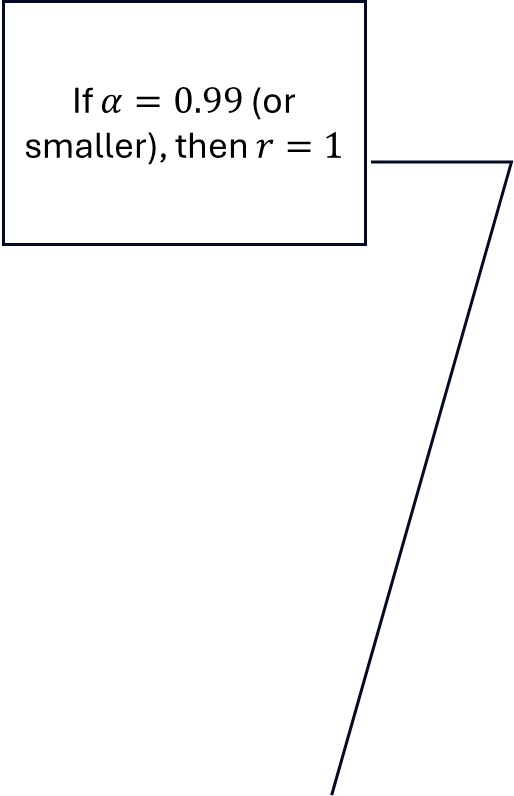 If α = 0.99 (or
smaller), then r = 1